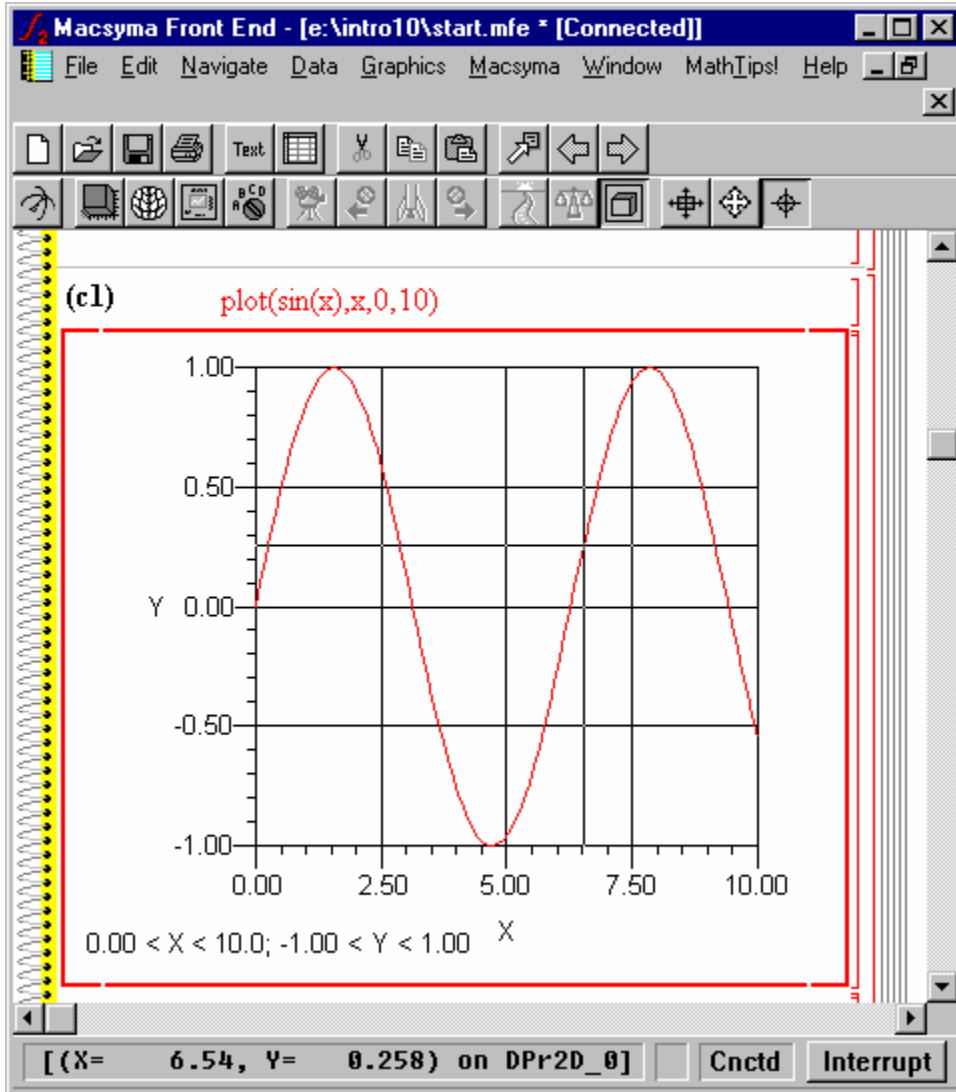 Macsyma Front End - [e:\intro10\start.mfe * [Connected]]
File Edit Navigate Data Graphics Macsyma Window MathTips! Help
Text
B C D
A
(c1) plot(sin(x),x,0,10)
1.00
0.50
Y 0.00
-0.50
-1.00
0.00 2.50 5.00 7.50 10.00
X
0.00 < X < 10.0; -1.00 < Y < 1.00
[(X= 6.54, Y= 0.258) on DPr2D_0] Cnctd Interrupt